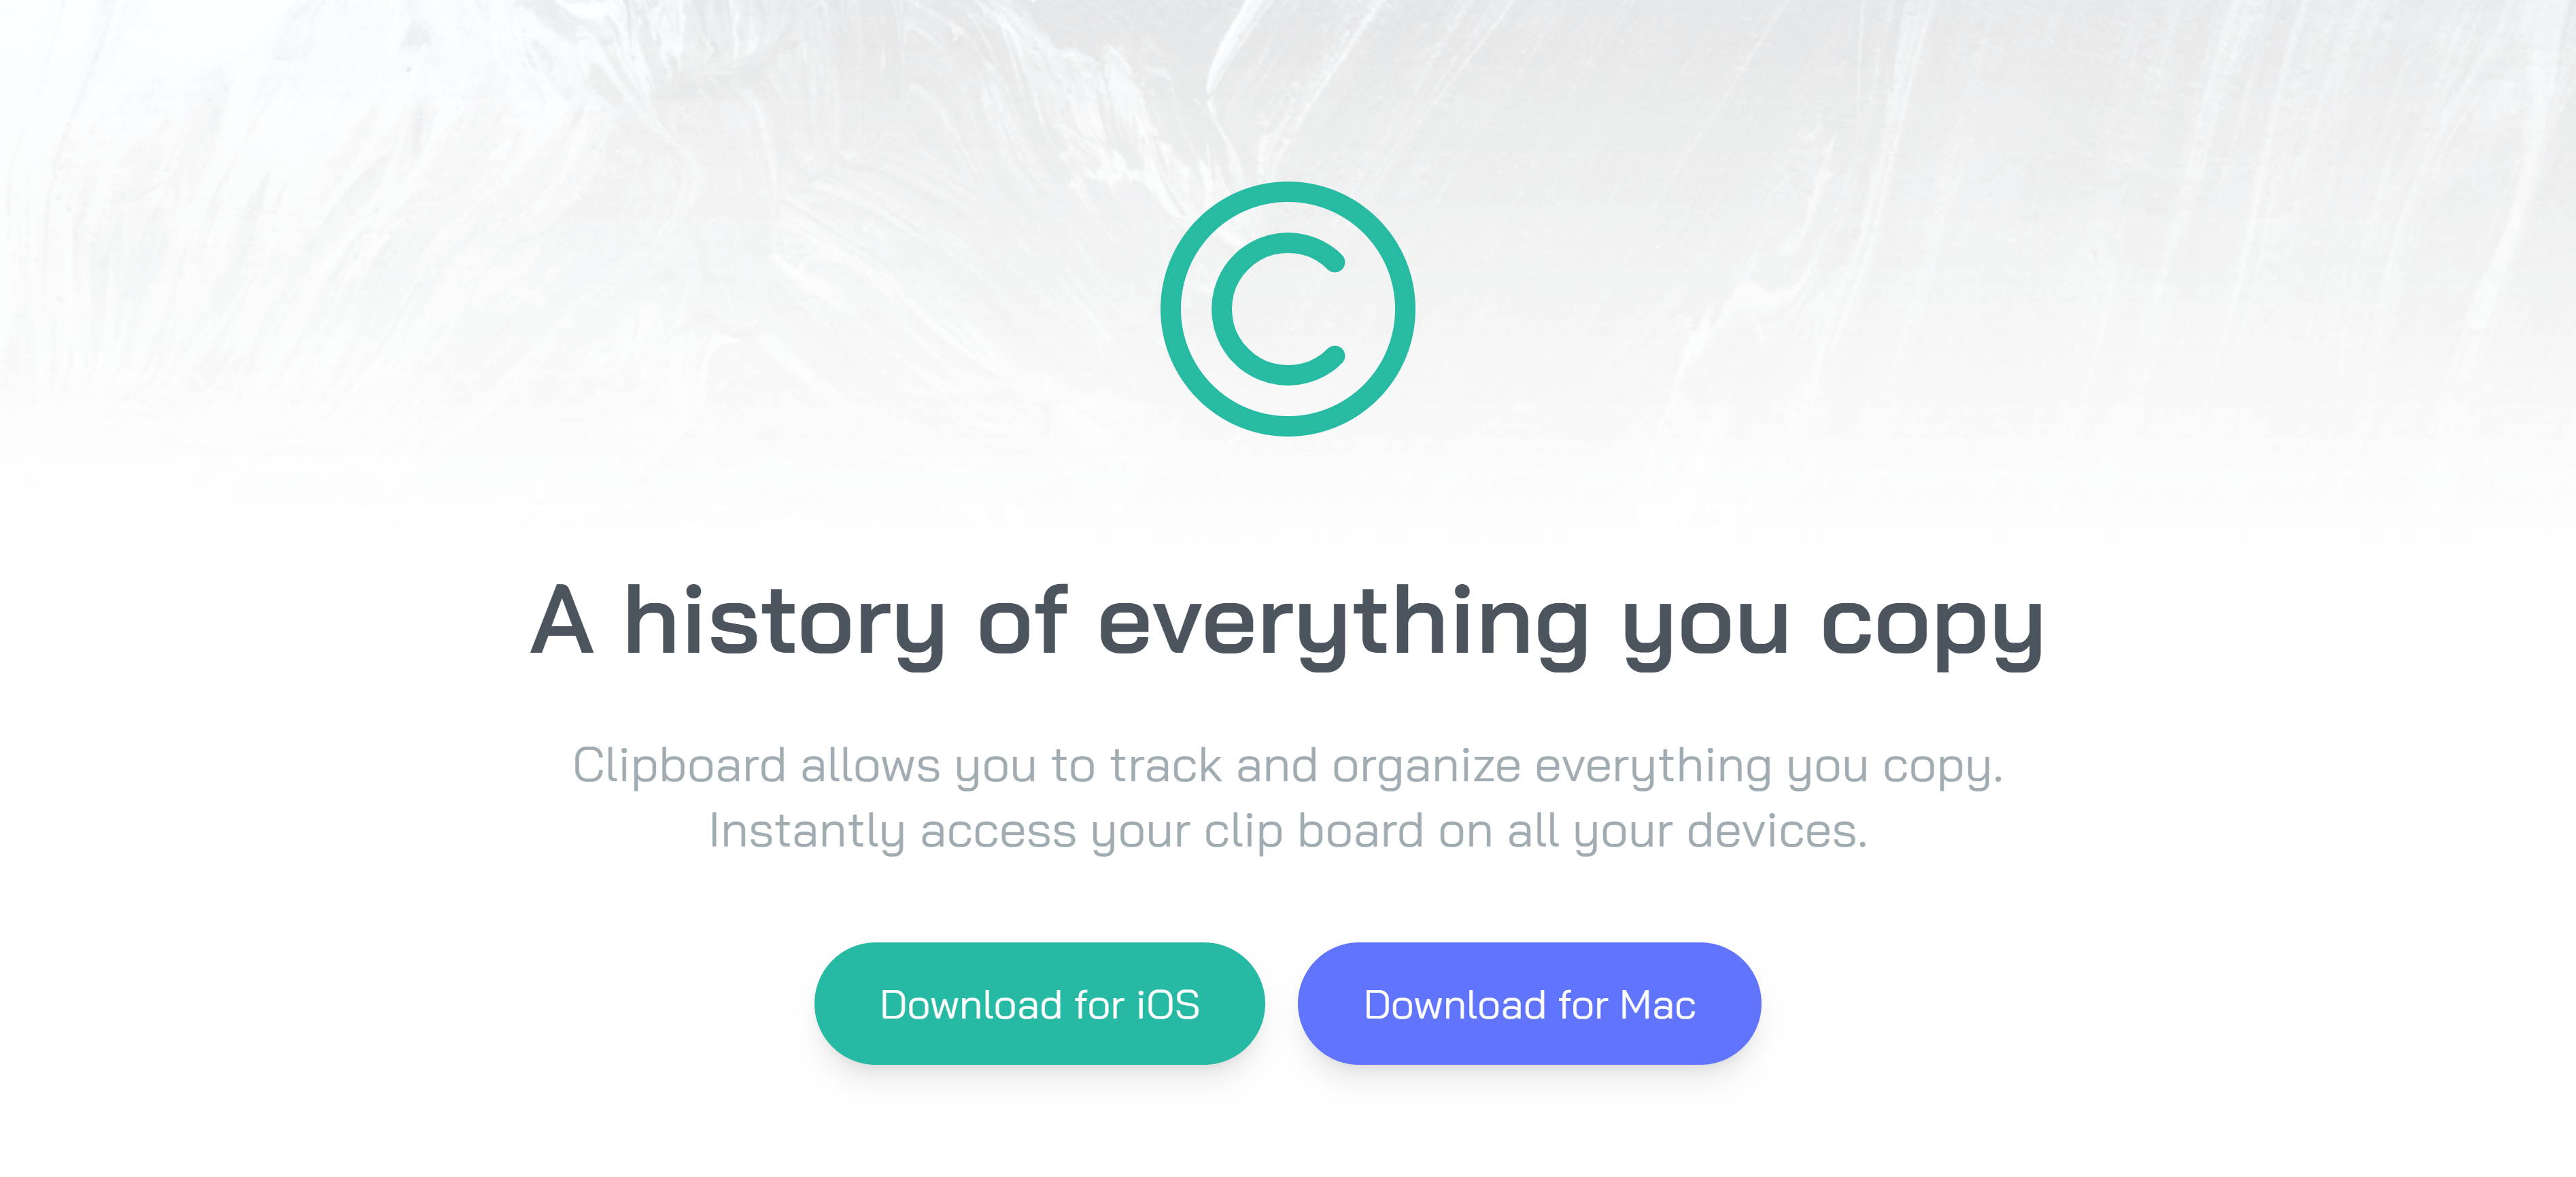 ©
A history of everything you copy
Clipboard allows you to track and organize everything you copy.
Instantly access your clip board on all your devices.
Download for iOS
Download for Mac